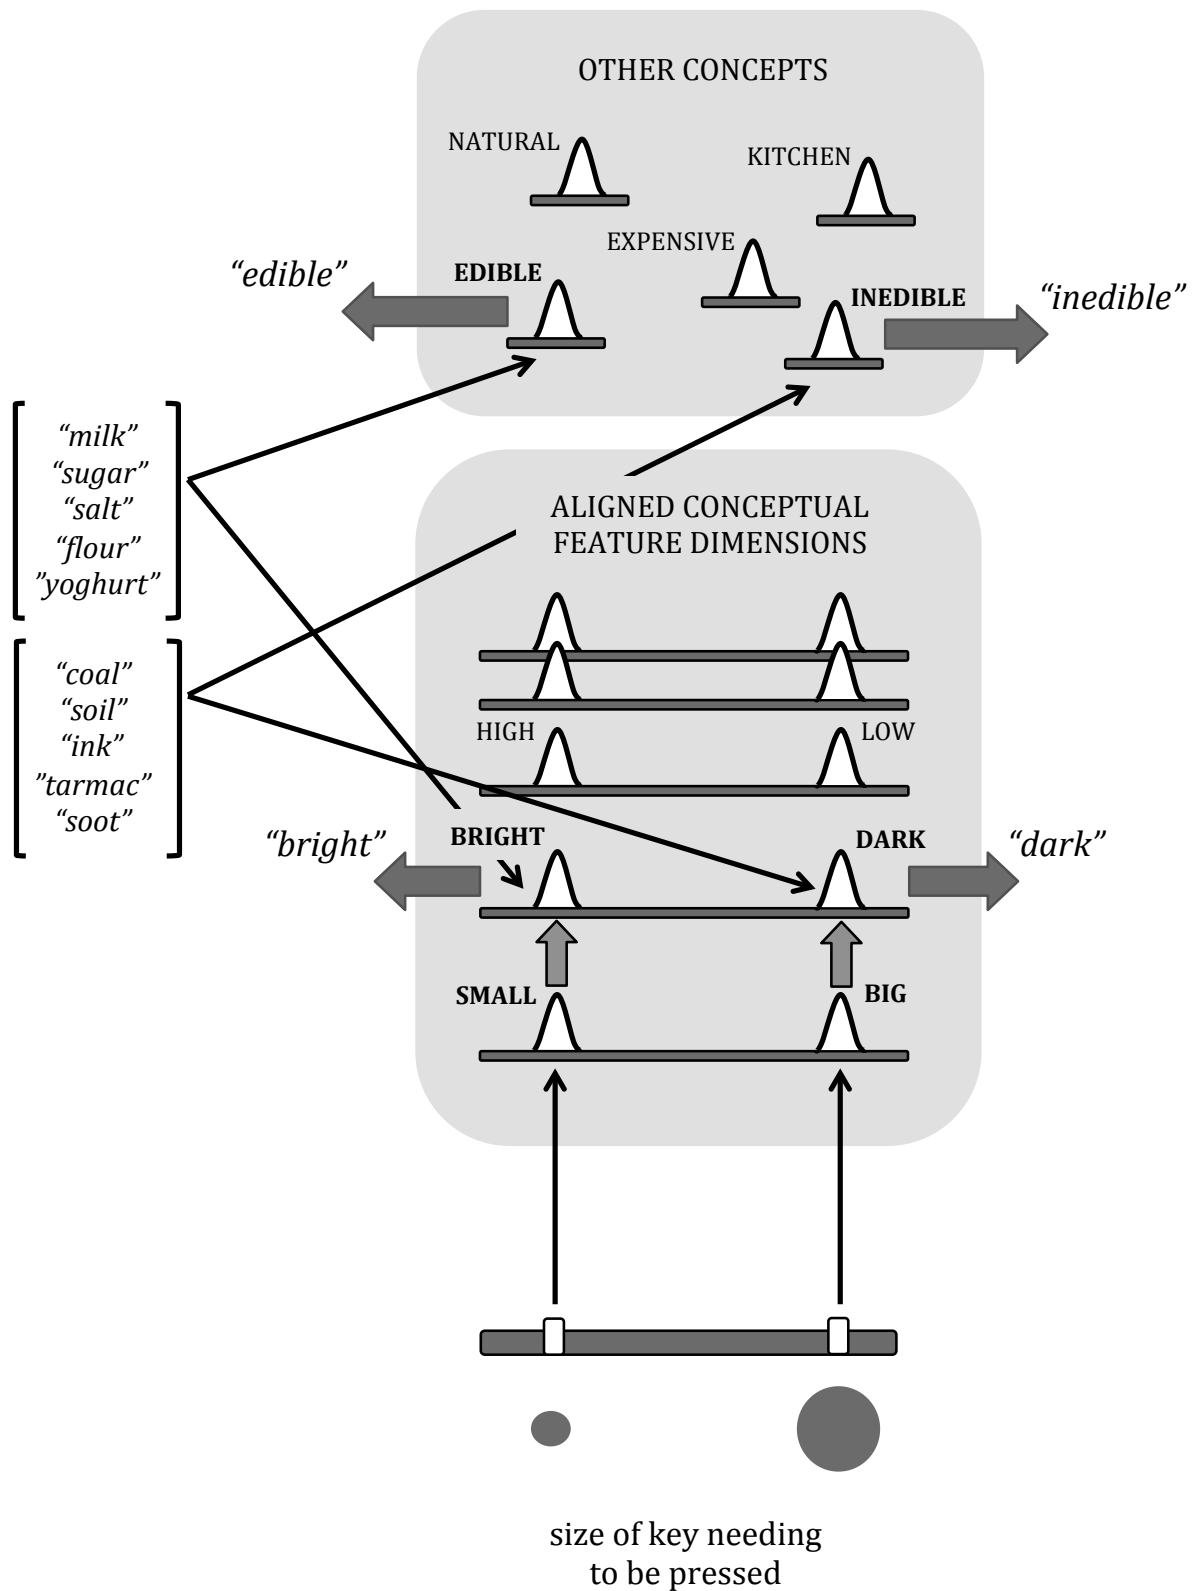 OTHER CONCEPTS
NATURAL
KITCHEN
EXPENSIVE
“edible”
EDIBLE
INEDIBLE
“inedible”
“milk”
“sugar”
“salt”
“flour”
”yoghurt”
ALIGNED CONCEPTUAL
FEATURE DIMENSIONS
“coal”
“soil”
“ink”
”tarmac”
“soot”
HIGH
LOW
“bright”
BRIGHT
DARK
“dark”
SMALL
BIG
size of key needing
to be pressed